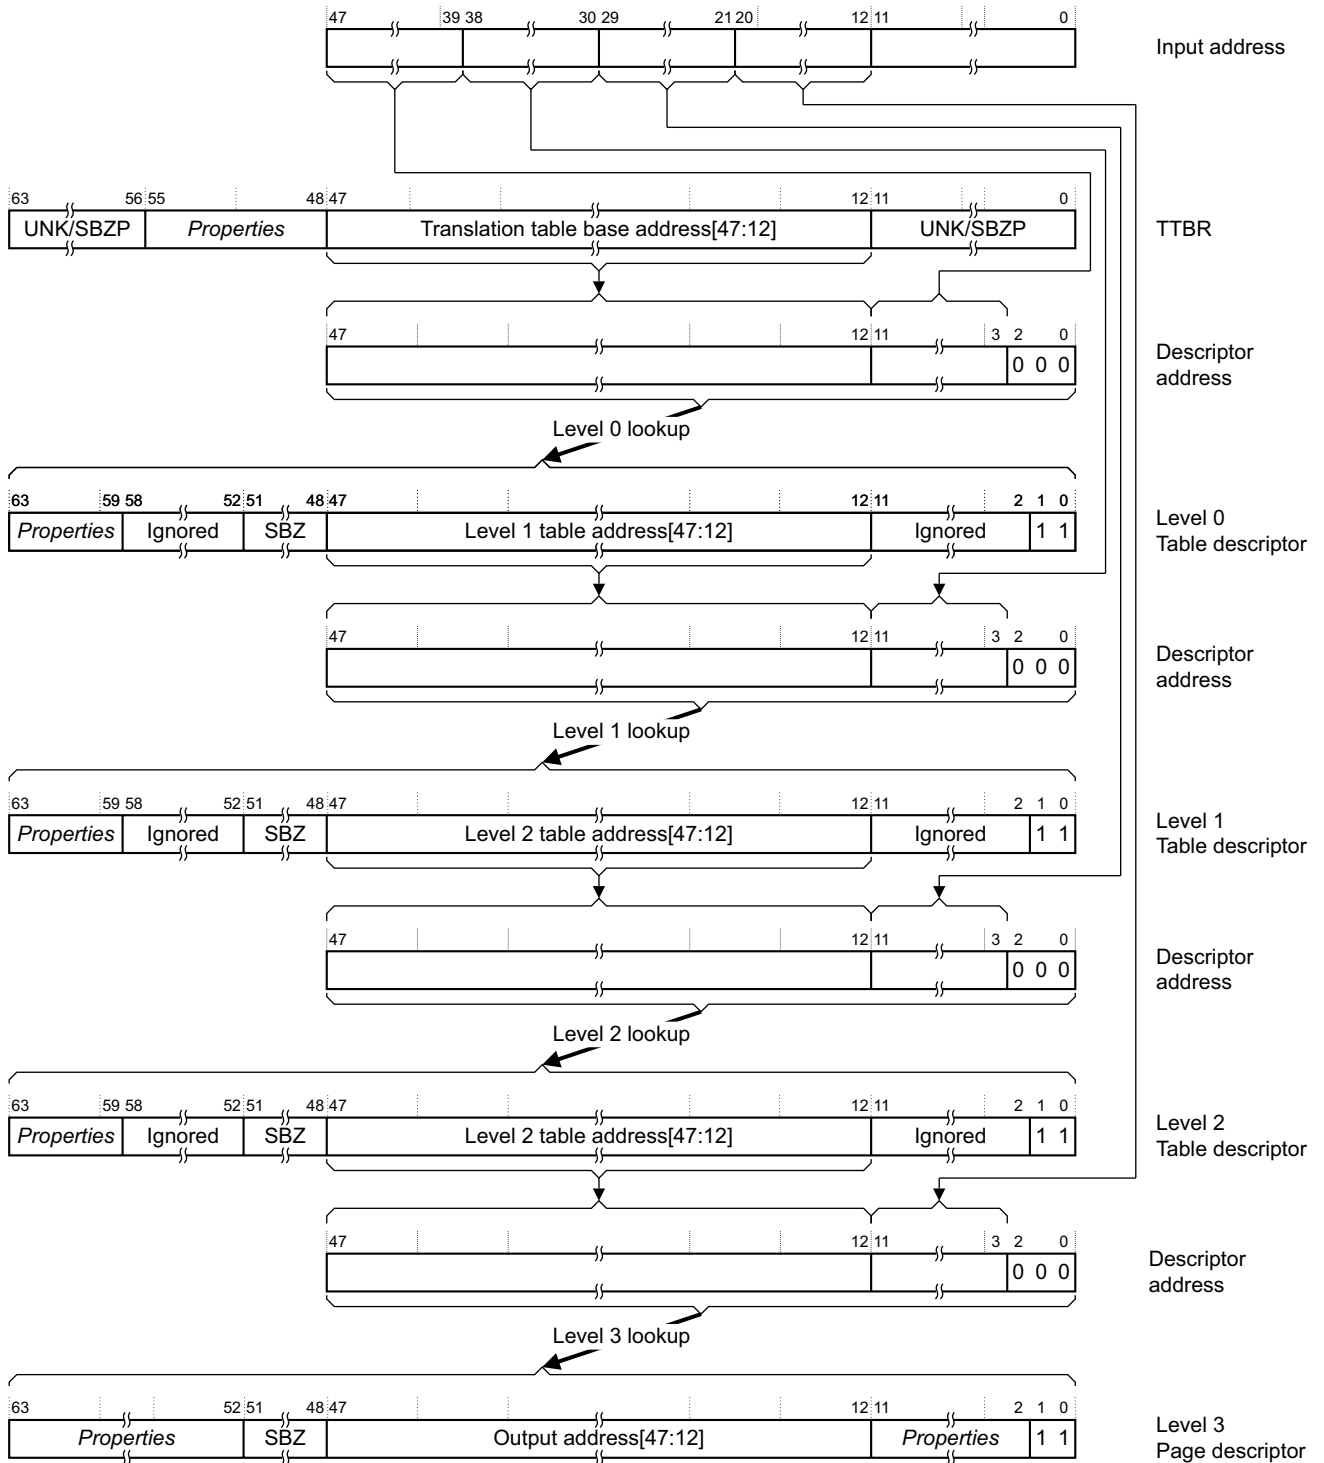 47 39 38 30 29 21 20 12 11 0
Input address
63 56 55 48 47 12 11 0
UNK/SBZP Properties Translation table base address[47:12] UNK/SBZP
TTBR
47 12 11 3 2 0
0 0 0
Descriptor
address
Level 0 lookup
63 59 58 52 51 48 47 12 11 2 1 0
Properties Ignored SBZ Level 1 table address[47:12] Ignored 1 1
Level 0
Table descriptor
47 12 11 3 2 0
0 0 0
Descriptor
address
Level 1 lookup
63 59 58 52 51 48 47 12 11 2 1 0
Properties Ignored SBZ Level 2 table address[47:12] Ignored 1 1
Level 1
Table descriptor
47 12 11 3 2 0
0 0 0
Descriptor
address
Level 2 lookup
63 59 58 52 51 48 47 12 11 2 1 0
Properties Ignored SBZ Level 2 table address[47:12] Ignored 1 1
Level 2
Table descriptor
47 12 11 3 2 0
0 0 0
Descriptor
address
Level 3 lookup
63 52 51 48 47 12 11 2 1 0
Properties SBZ Output address[47:12] Properties 1 1
Level 3
Page descriptor